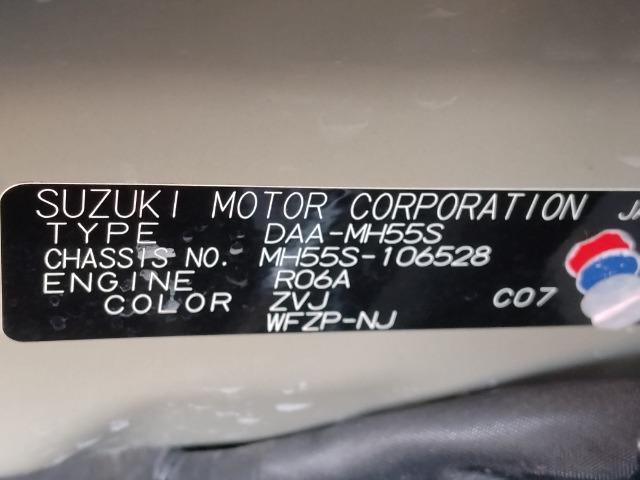 SUZUKI MOTOR CORPORATION
TYPE DAA-MH55S
CHASSIS NO. MH55S-106528
ENGINE R06A
COLOR ZVJ C07
WFZP-NJ